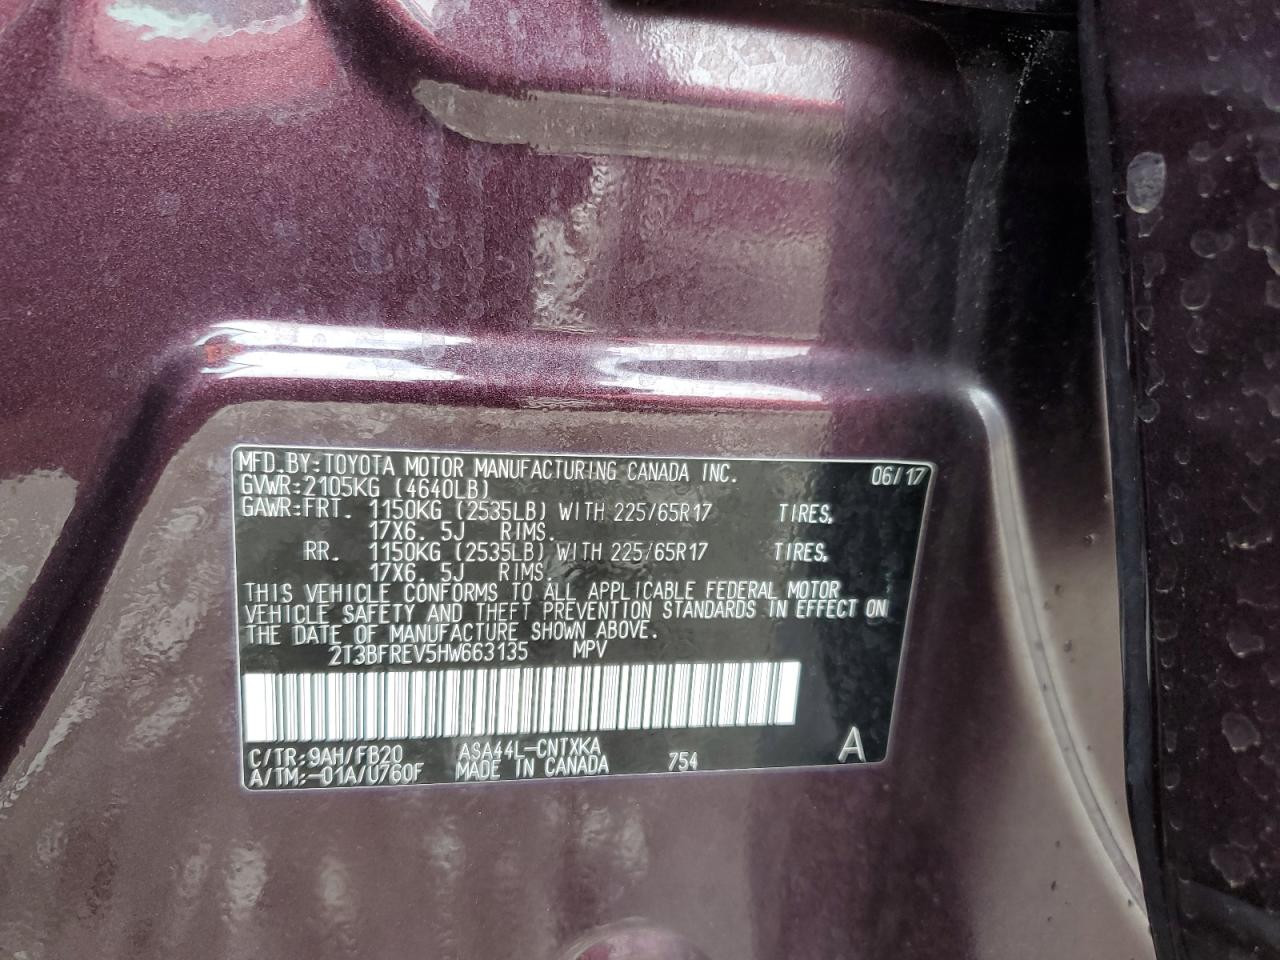 MFD.BY:TOYOTA MOTOR MANUFACTURING CANADA INC. 06/17
GVWR:2105KG (4640LB)
GAWR:FRT. 1150KG (2535LB) WITH 225/65R17 TIRES,
17X6. 5J RIMS.
RR. 1150KG (2535LB) WITH 225/65R17 TIRES,
17X6. 5J RIMS.
THIS VEHICLE CONFORMS TO ALL APPLICABLE FEDERAL MOTOR
VEHICLE SAFETY AND THEFT PREVENTION STANDARDS IN EFFECT ON
THE DATE OF MANUFACTURE SHOWN ABOVE.
2T3BFREV5HW663135 MPV
C/TR:9AH/FB20 ASA44L-CNTXKA A
A/TM:-01A/U760F MADE IN CANADA 754